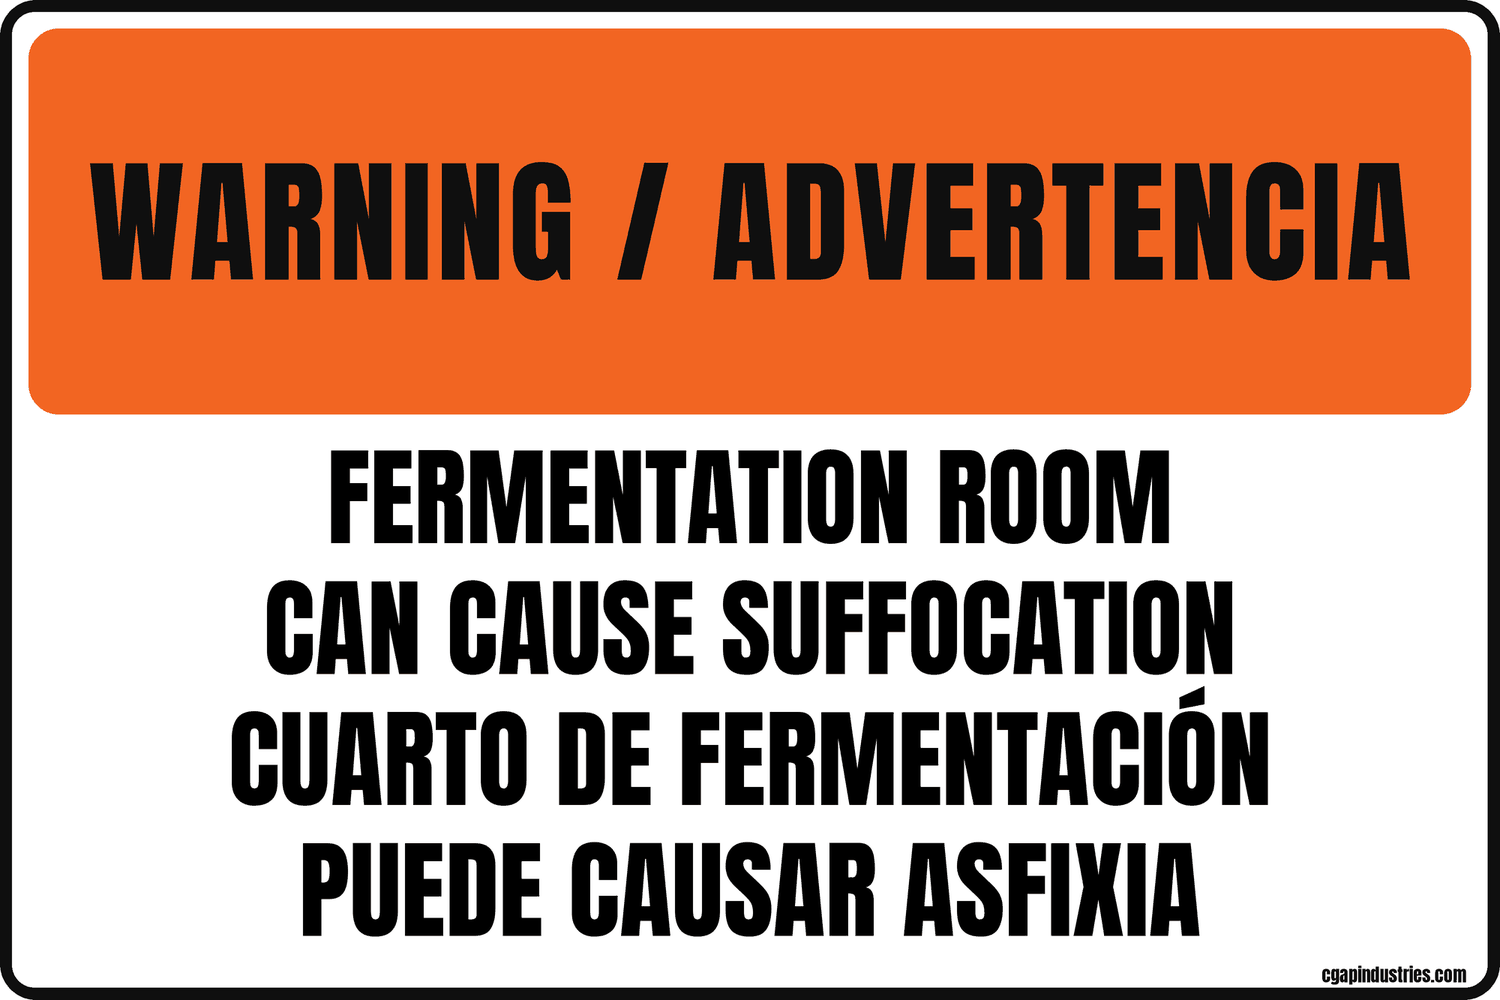 WARNING / ADVERTENCIA
FERMENTATION ROOM
CAN CAUSE SUFFOCATION
CUARTO DE FERMENTACIÓN
PUEDE CAUSAR ASFIXIA
cgapindustries.com